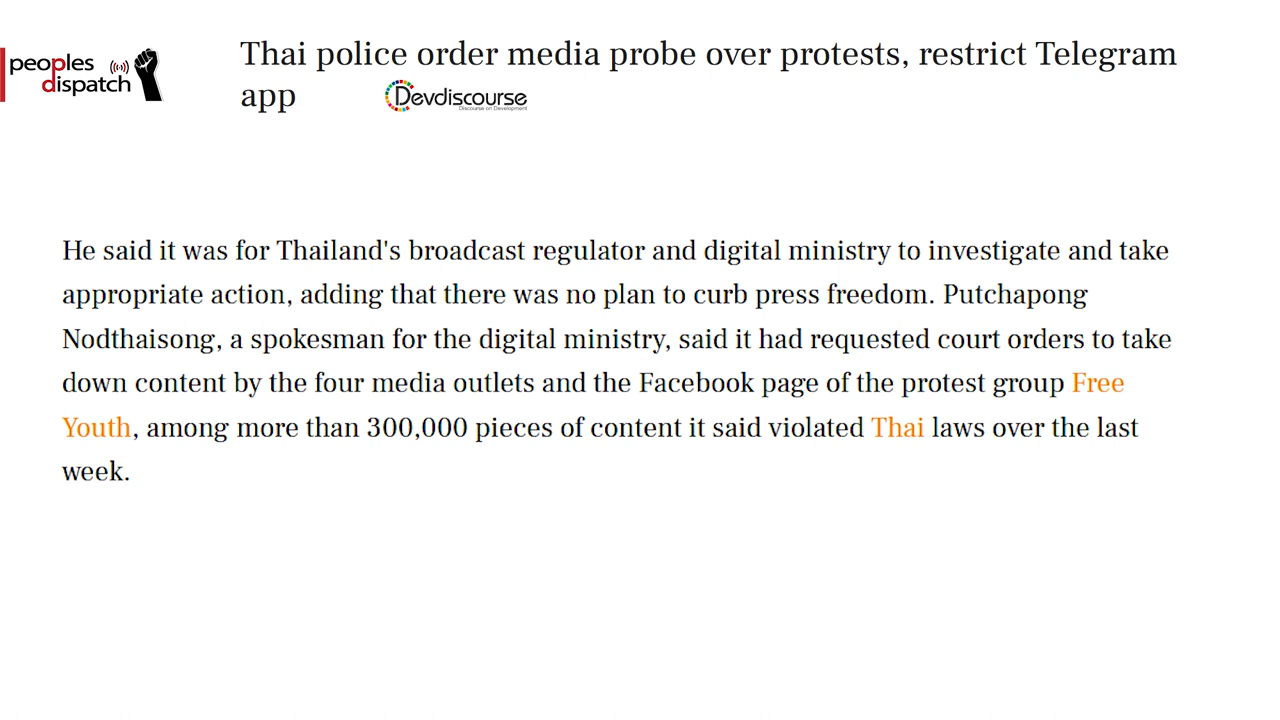 peoples
dispatch
Thai police order media probe over protests, restrict Telegram
app
Devdiscourse
Discourse on Development
He said it was for Thailand's broadcast regulator and digital ministry to investigate and take
appropriate action, adding that there was no plan to curb press freedom. Putchapong
Nodthaisong, a spokesman for the digital ministry, said it had requested court orders to take
down content by the four media outlets and the Facebook page of the protest group Free
Youth, among more than 300,000 pieces of content it said violated Thai laws over the last
week.